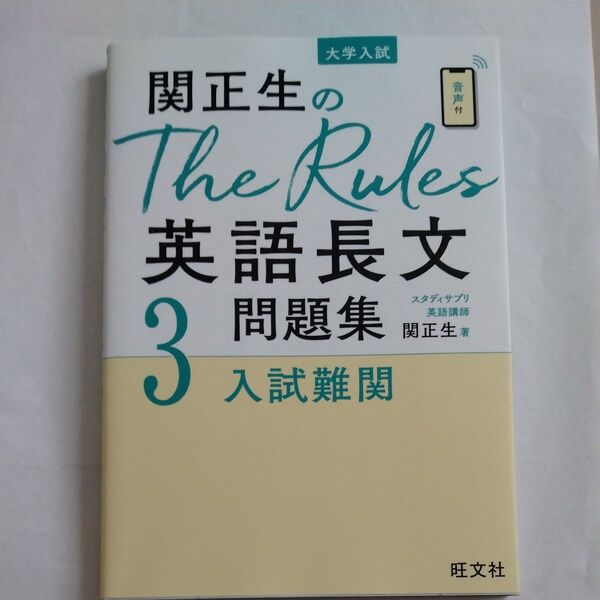 大学入試
関正生の
音声付
The Rules
英語長文
問題集
3
スタディサプリ
英語講師
関正生 著
入試難関
旺文社